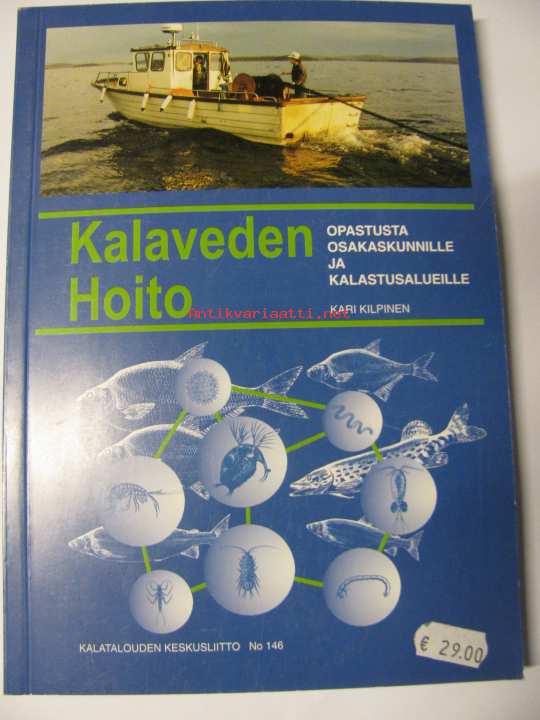 Kalaveden
Hoito
OPASTUSTA
OSAKASKUNNILLE
JA
KALASTUSALUEILLE
KARI KILPINEN
Antikvariaatti.net
KALATALOUDEN KESKUSLIITTO No 146
€ 29.00